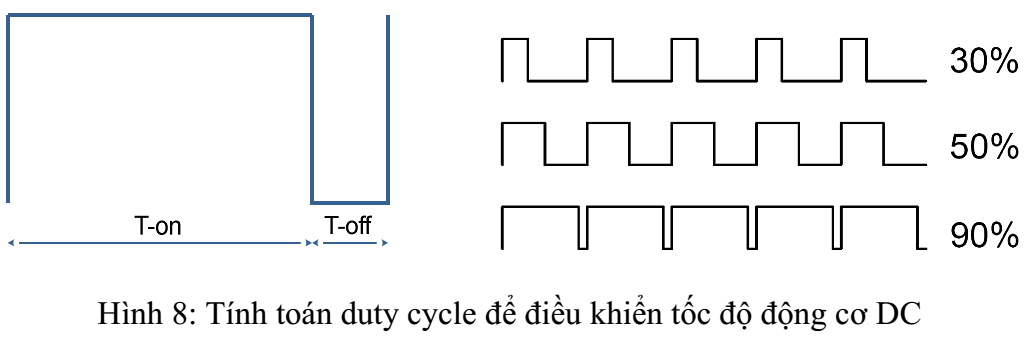 T-on
T-off
30%
50%
90%
Hình 8: Tính toán duty cycle để điều khiển tốc độ động cơ DC